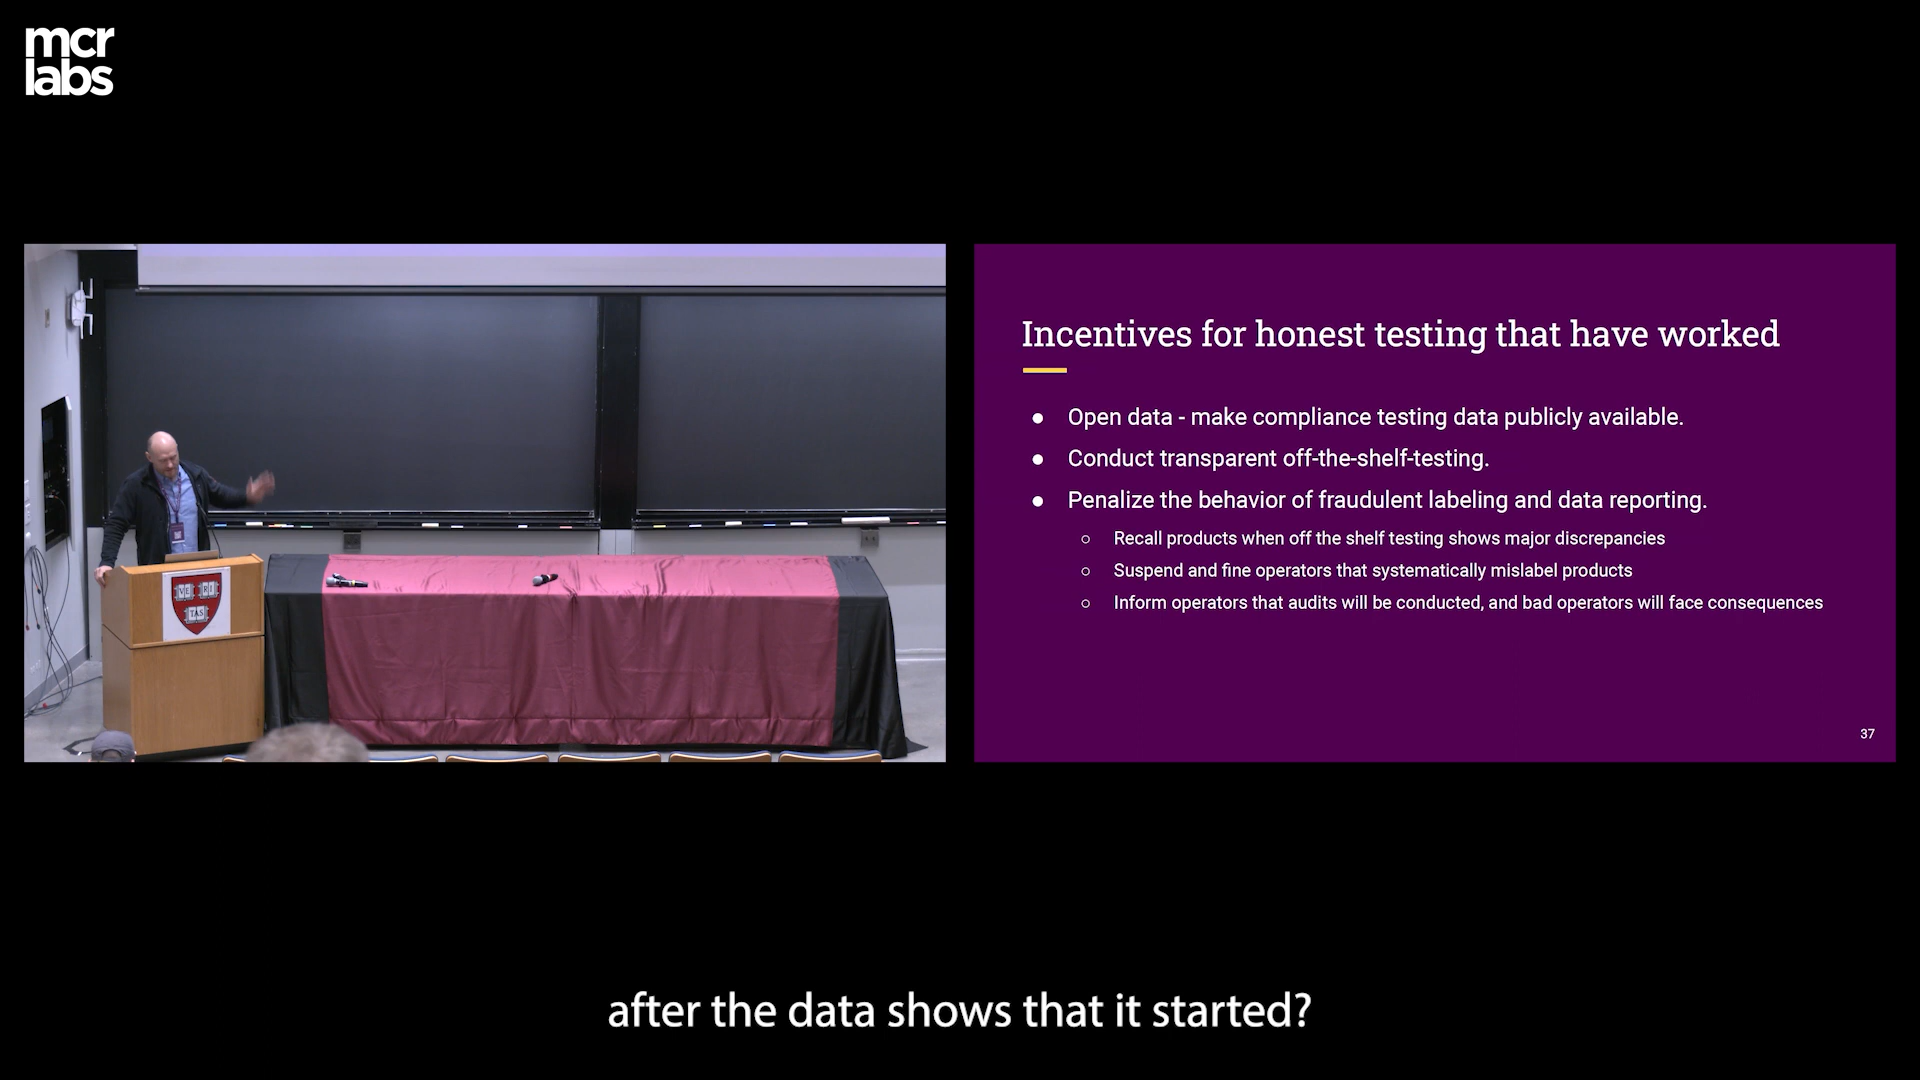 mcr
labs
VE RI
TAS
Incentives for honest testing that have worked
● Open data - make compliance testing data publicly available.
● Conduct transparent off-the-shelf-testing.
● Penalize the behavior of fraudulent labeling and data reporting.
○ Recall products when off the shelf testing shows major discrepancies
○ Suspend and fine operators that systematically mislabel products
○ Inform operators that audits will be conducted, and bad operators will face consequences
37
after the data shows that it started?